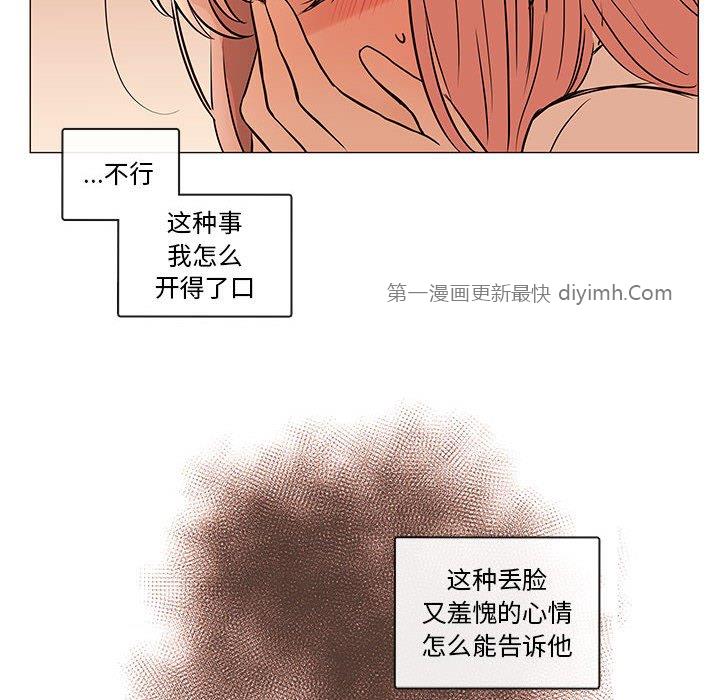 ...不行
这种事
我怎么
开得了口
第一漫画更新最快 diyimh.Com
这种丢脸
又羞愧的心情
怎么能告诉他